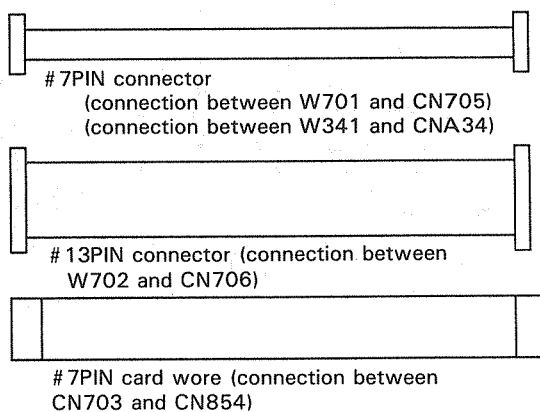 #7PIN connector
(connection between W701 and CN705)
(connection between W341 and CNA34)
#13PIN connector (connection between
W702 and CN706)
#7PIN card wore (connection between
CN703 and CN854)